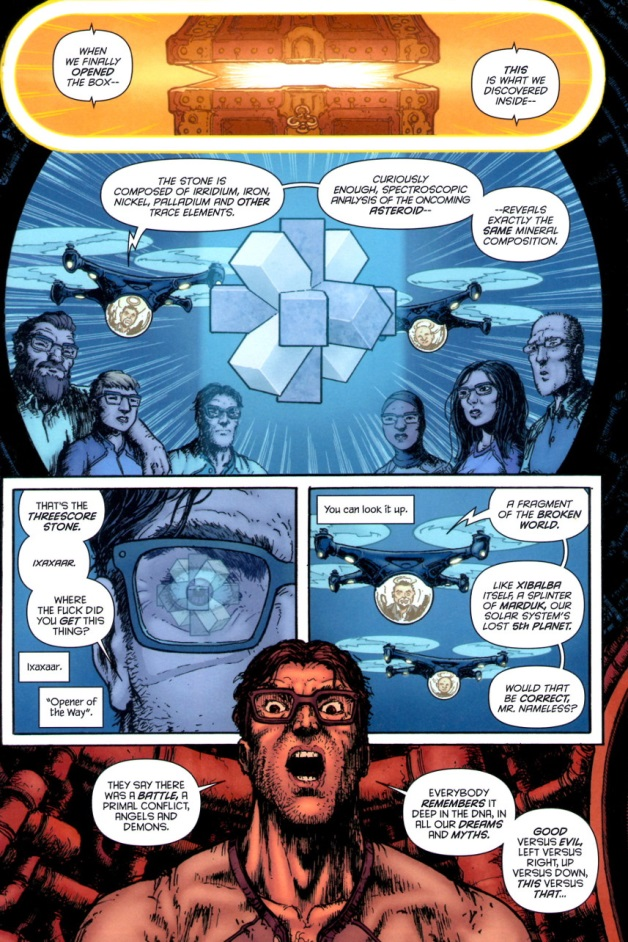 WHEN
WE FINALLY
OPENED
THE BOX--
THIS
IS WHAT WE
DISCOVERED
INSIDE--
THE STONE IS
COMPOSED OF IRRIDIUM, IRON,
NICKEL, PALLADIUM AND OTHER
TRACE ELEMENTS.
CURIOUSLY
ENOUGH, SPECTROSCOPIC
ANALYSIS OF THE ONCOMING
ASTEROID--
--REVEALS
EXACTLY THE
SAME MINERAL
COMPOSITION.
THAT'S THE
THREESCORE
STONE.
IXAXAAR.
WHERE
THE FUCK DID
YOU GET THIS
THING?
Ixaxaar.
"Opener of
the Way".
You can look it up.
A FRAGMENT
OF THE BROKEN
WORLD.
LIKE XIBALBA
ITSELF, A SPLINTER
OF MARDUK, OUR
SOLAR SYSTEM'S
LOST 5th PLANET.
WOULD THAT
BE CORRECT,
MR. NAMELESS?
THEY SAY THERE
WAS A BATTLE, A
PRIMAL CONFLICT,
ANGELS AND
DEMONS.
EVERYBODY
REMEMBERS IT
DEEP IN THE DNA, IN
ALL OUR DREAMS
AND MYTHS.
GOOD
VERSUS EVIL,
LEFT VERSUS
RIGHT, UP
VERSUS DOWN,
THIS VERSUS
THAT...